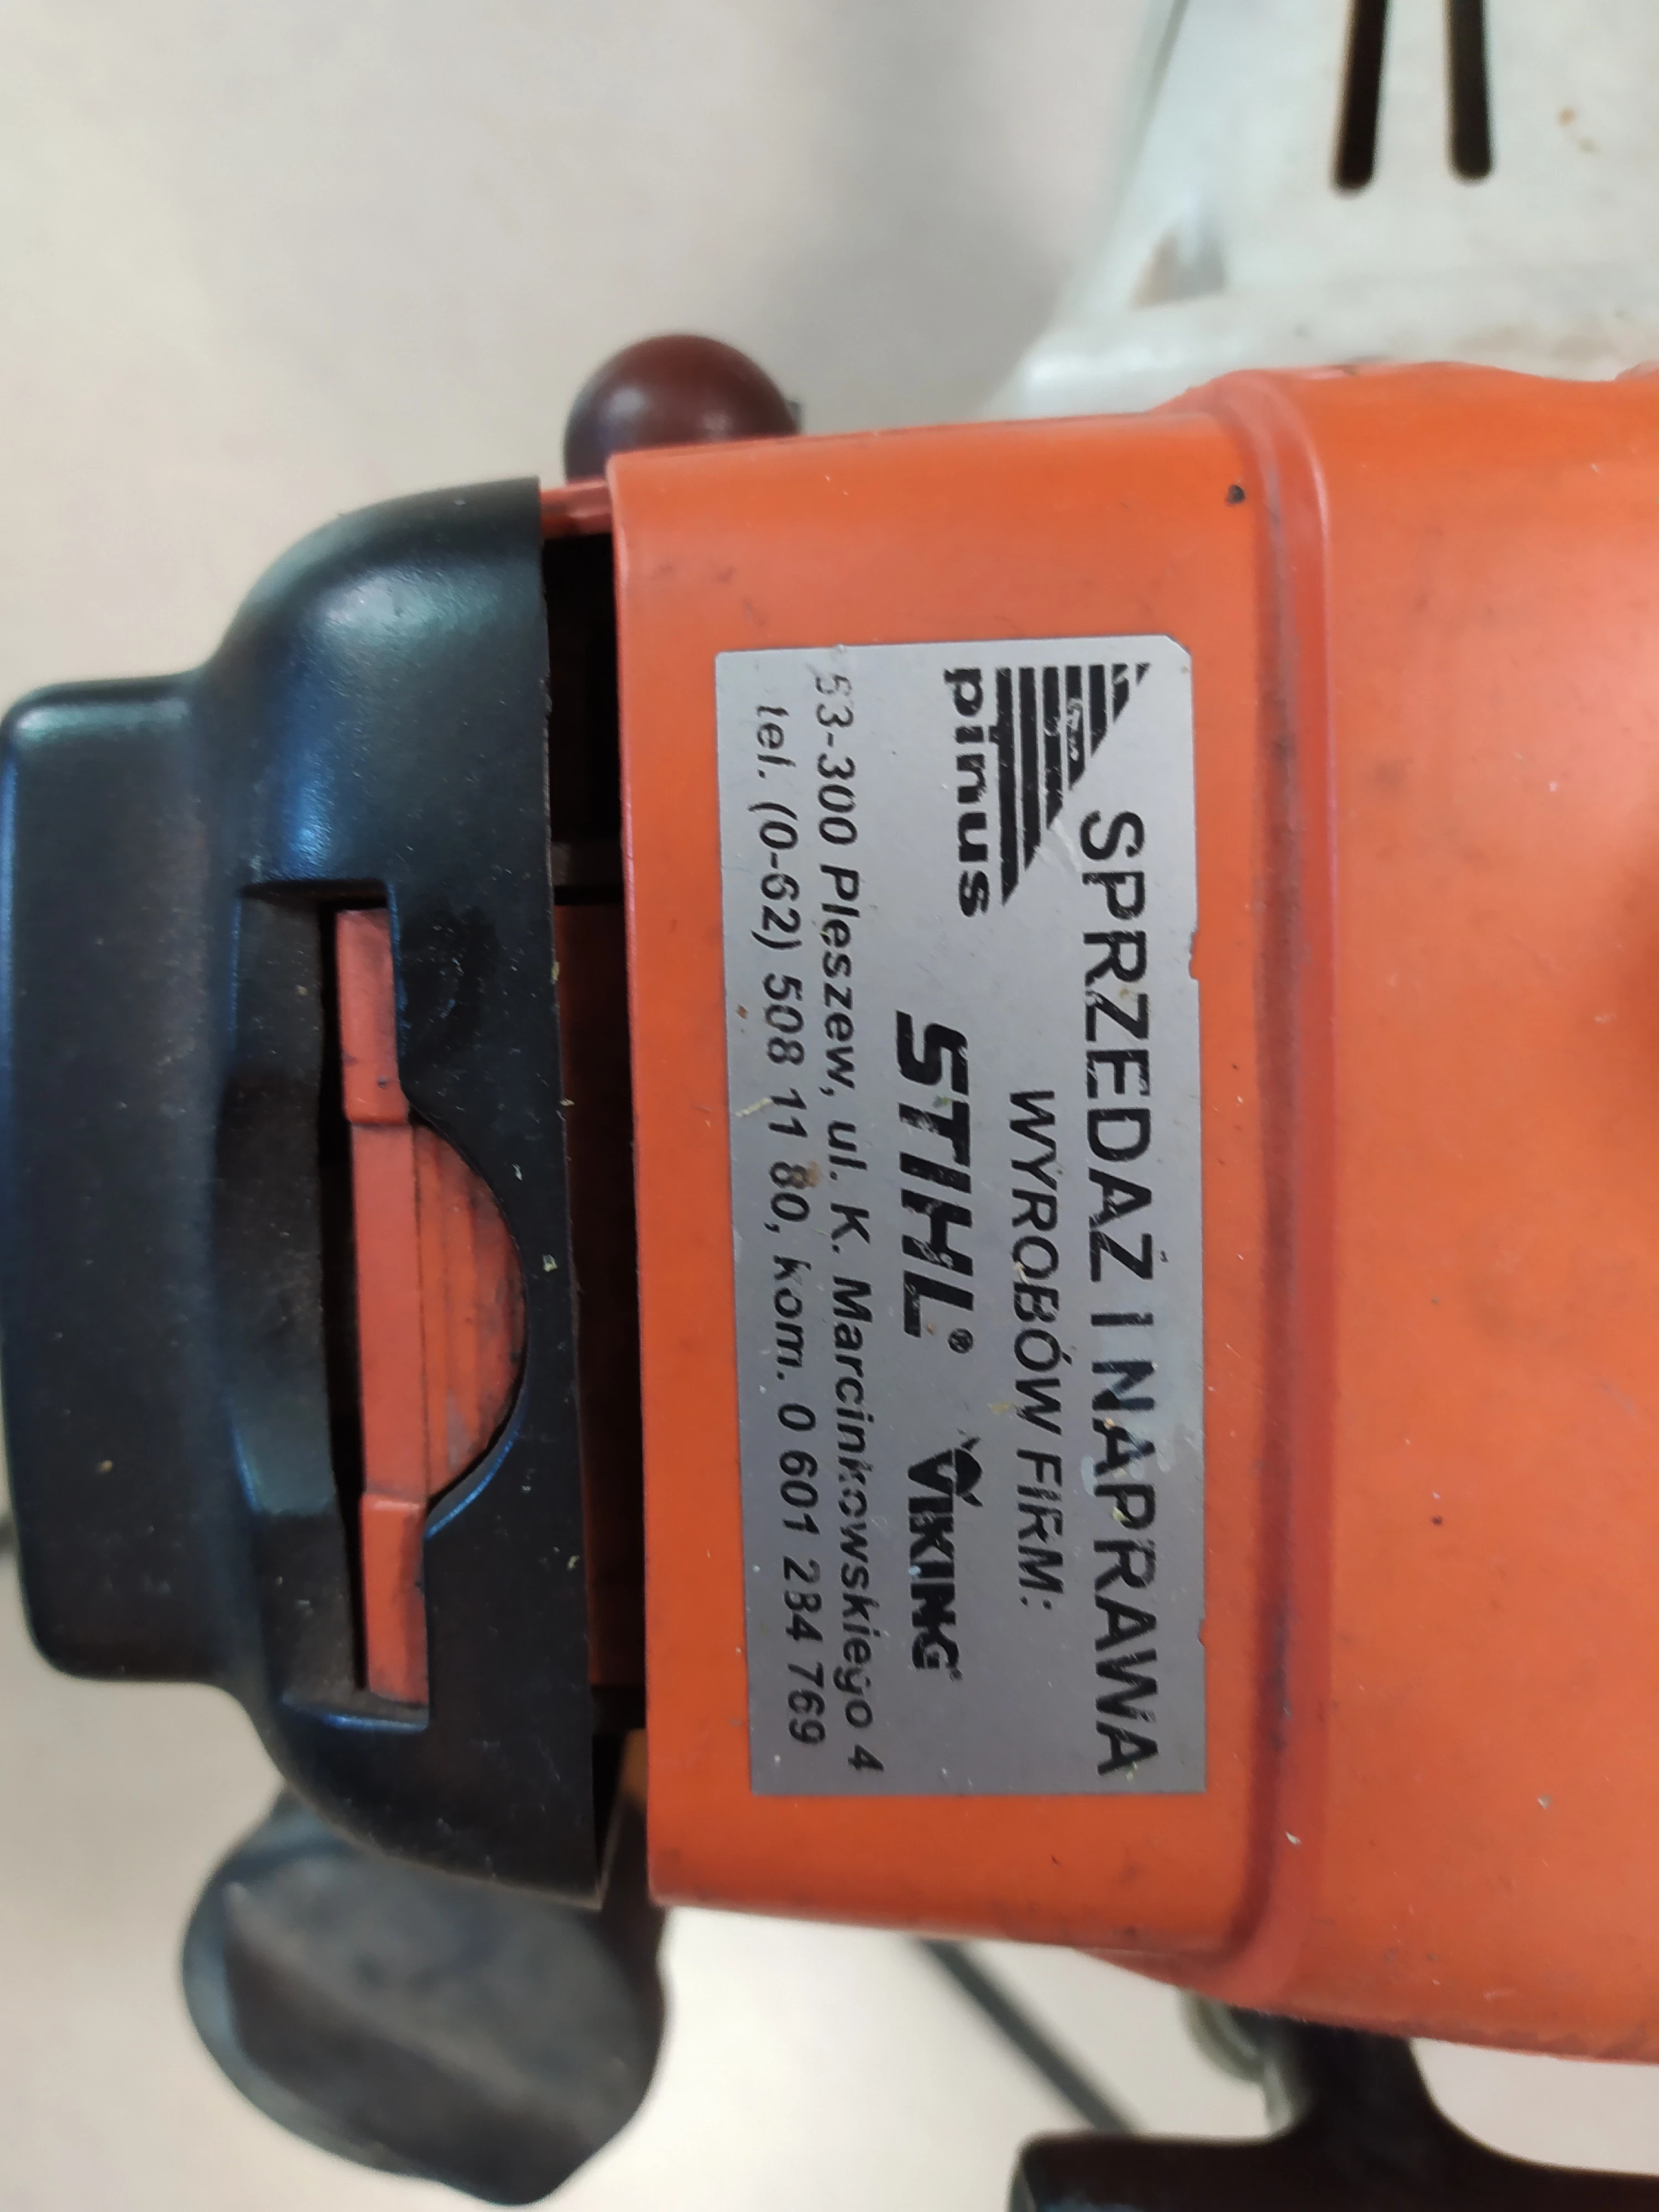 SPRZEDAŻ I NAPRAWA
WYROBÓW FIRM:
pinus
STIHL® VIKING®
63-300 Pleszew, ul. K. Marcinkowskiego 4
tel. (0-62) 508 11 80, kom. 0 601 284 769